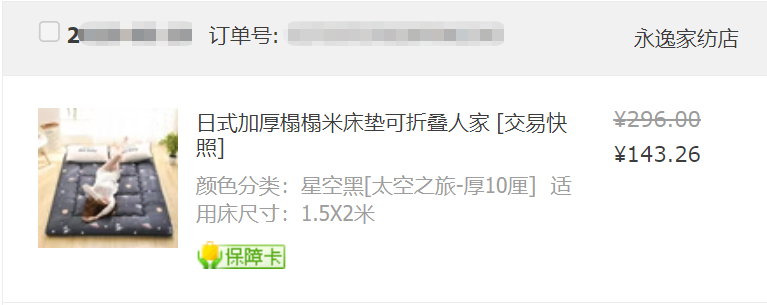 2
订单号:
永逸家纺店
日式加厚榻榻米床垫可折叠人家 [交易快
照]
¥296.00
¥143.26
颜色分类：星空黑[太空之旅-厚10厘] 适
用床尺寸：1.5X2米
保障卡